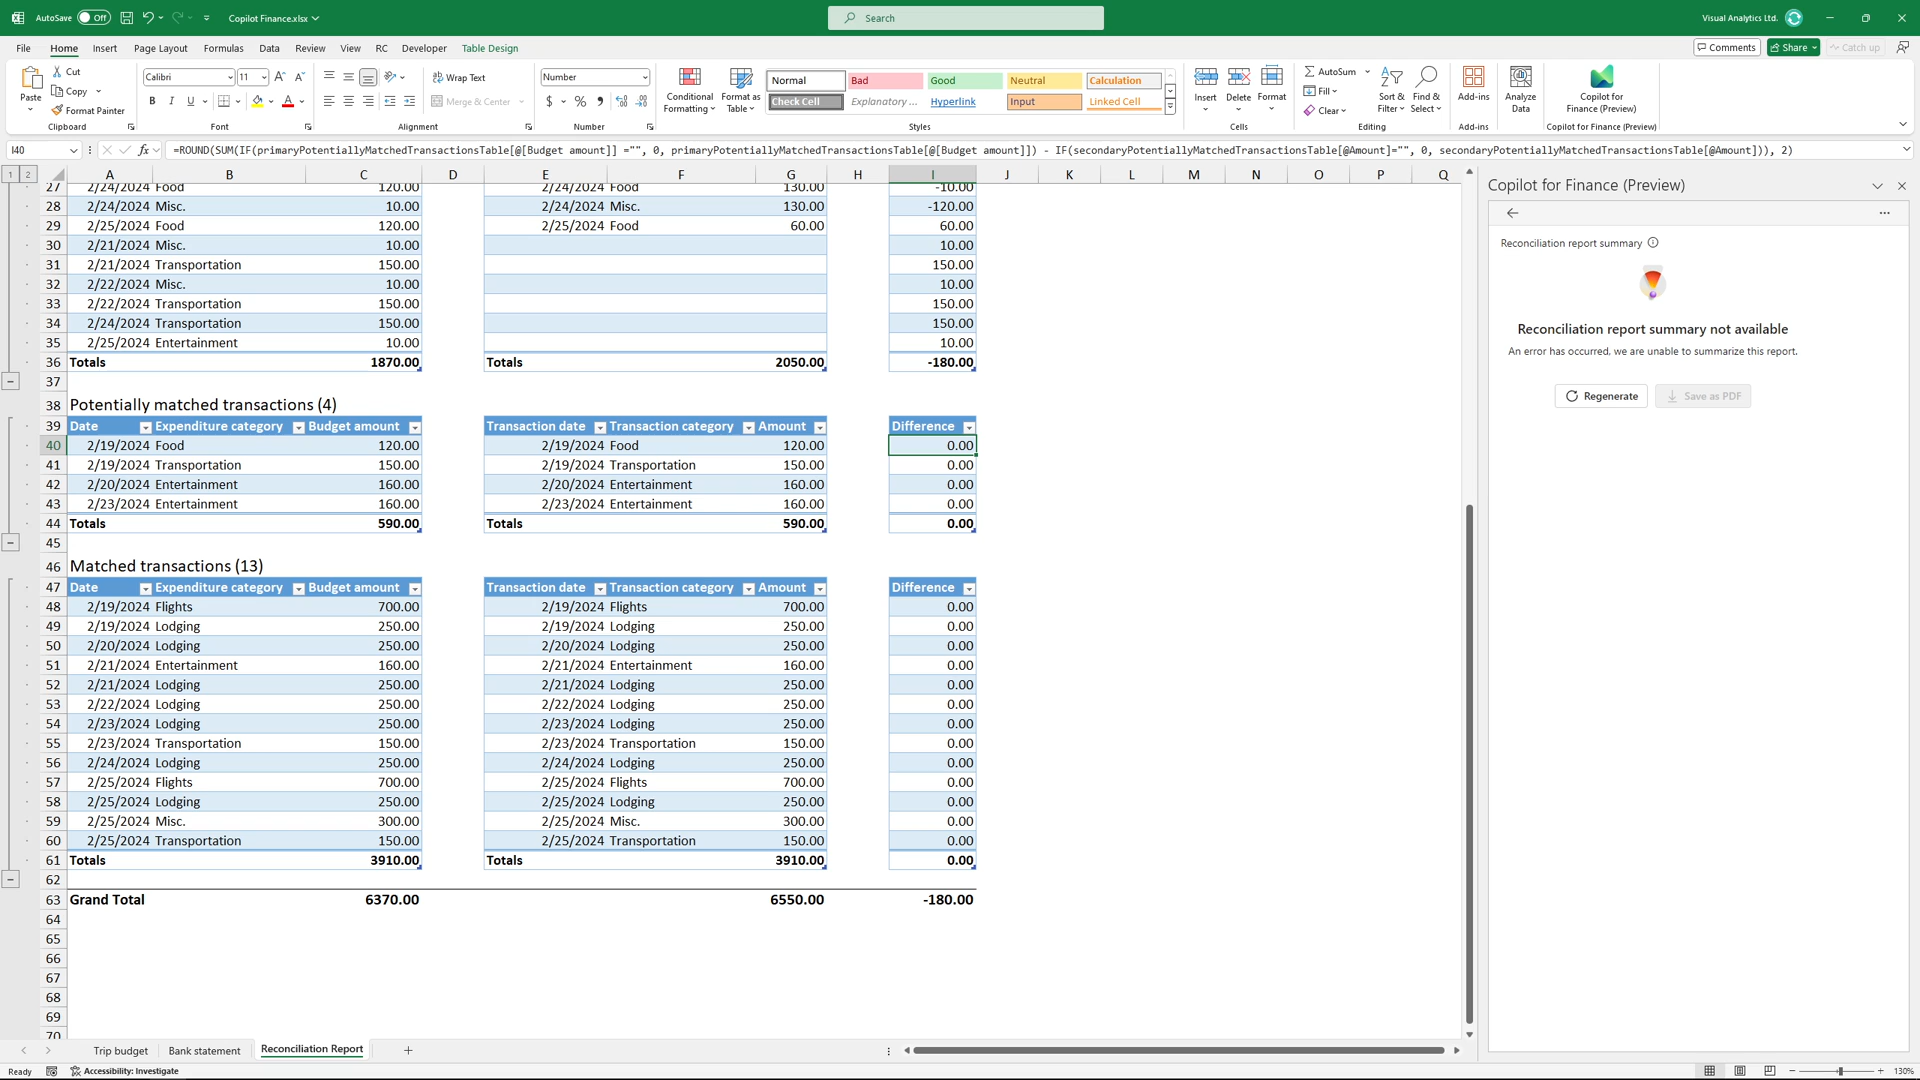 AutoSave Off Copilot Finance.xlsx Search Visual Analytics Ltd.
File Home Insert Page Layout Formulas Data Review View RC Developer Table Design Comments Share Catch up
Paste Cut Copy Format Painter Clipboard
Calibri 11 B I U Font
Wrap Text Merge & Center Alignment
Number $ % Number
Conditional Formatting Format as Table
Normal Bad Good Neutral Calculation
Check Cell Explanatory ... Hyperlink Input Linked Cell
Styles
Insert Delete Format Cells
AutoSum Fill Clear Sort & Filter Find & Select Editing
Add-ins Add-ins
Analyze Data
Copilot for Finance (Preview) Copilot for Finance (Preview)
I40 fx =ROUND(SUM(IF(primaryPotentiallyMatchedTransactionsTable[@[Budget amount]] ="", 0, primaryPotentiallyMatchedTransactionsTable[@[Budget amount]]) - IF(secondaryPotentiallyMatchedTransactionsTable[@Amount]="", 0, secondaryPotentiallyMatchedTransactionsTable[@Amount])), 2)
1 2 A B C D E F G H I J K L M N O P Q
27 2/24/2024 Food 120.00 2/24/2024 Food 130.00 -10.00
28 2/24/2024 Misc. 10.00 2/24/2024 Misc. 130.00 -120.00
29 2/25/2024 Food 120.00 2/25/2024 Food 60.00 60.00
30 2/21/2024 Misc. 10.00 10.00
31 2/21/2024 Transportation 150.00 150.00
32 2/22/2024 Misc. 10.00 10.00
33 2/22/2024 Transportation 150.00 150.00
34 2/24/2024 Transportation 150.00 150.00
35 2/25/2024 Entertainment 10.00 10.00
36 Totals 1870.00 Totals 2050.00 -180.00
37
38 Potentially matched transactions (4)
39 Date Expenditure category Budget amount Transaction date Transaction category Amount Difference
40 2/19/2024 Food 120.00 2/19/2024 Food 120.00 0.00
41 2/19/2024 Transportation 150.00 2/19/2024 Transportation 150.00 0.00
42 2/20/2024 Entertainment 160.00 2/20/2024 Entertainment 160.00 0.00
43 2/23/2024 Entertainment 160.00 2/23/2024 Entertainment 160.00 0.00
44 Totals 590.00 Totals 590.00 0.00
45
46 Matched transactions (13)
47 Date Expenditure category Budget amount Transaction date Transaction category Amount Difference
48 2/19/2024 Flights 700.00 2/19/2024 Flights 700.00 0.00
49 2/19/2024 Lodging 250.00 2/19/2024 Lodging 250.00 0.00
50 2/20/2024 Lodging 250.00 2/20/2024 Lodging 250.00 0.00
51 2/21/2024 Entertainment 160.00 2/21/2024 Entertainment 160.00 0.00
52 2/21/2024 Lodging 250.00 2/21/2024 Lodging 250.00 0.00
53 2/22/2024 Lodging 250.00 2/22/2024 Lodging 250.00 0.00
54 2/23/2024 Lodging 250.00 2/23/2024 Lodging 250.00 0.00
55 2/23/2024 Transportation 150.00 2/23/2024 Transportation 150.00 0.00
56 2/24/2024 Lodging 250.00 2/24/2024 Lodging 250.00 0.00
57 2/25/2024 Flights 700.00 2/25/2024 Flights 700.00 0.00
58 2/25/2024 Lodging 250.00 2/25/2024 Lodging 250.00 0.00
59 2/25/2024 Misc. 300.00 2/25/2024 Misc. 300.00 0.00
60 2/25/2024 Transportation 150.00 2/25/2024 Transportation 150.00 0.00
61 Totals 3910.00 Totals 3910.00 0.00
62
63 Grand Total 6370.00 6550.00 -180.00
64
65
66
67
68
69
70
Copilot for Finance (Preview)
Reconciliation report summary
Reconciliation report summary not available
An error has occurred, we are unable to summarize this report.
Regenerate Save as PDF
Trip budget Bank statement Reconciliation Report
Ready Accessibility: Investigate 130%